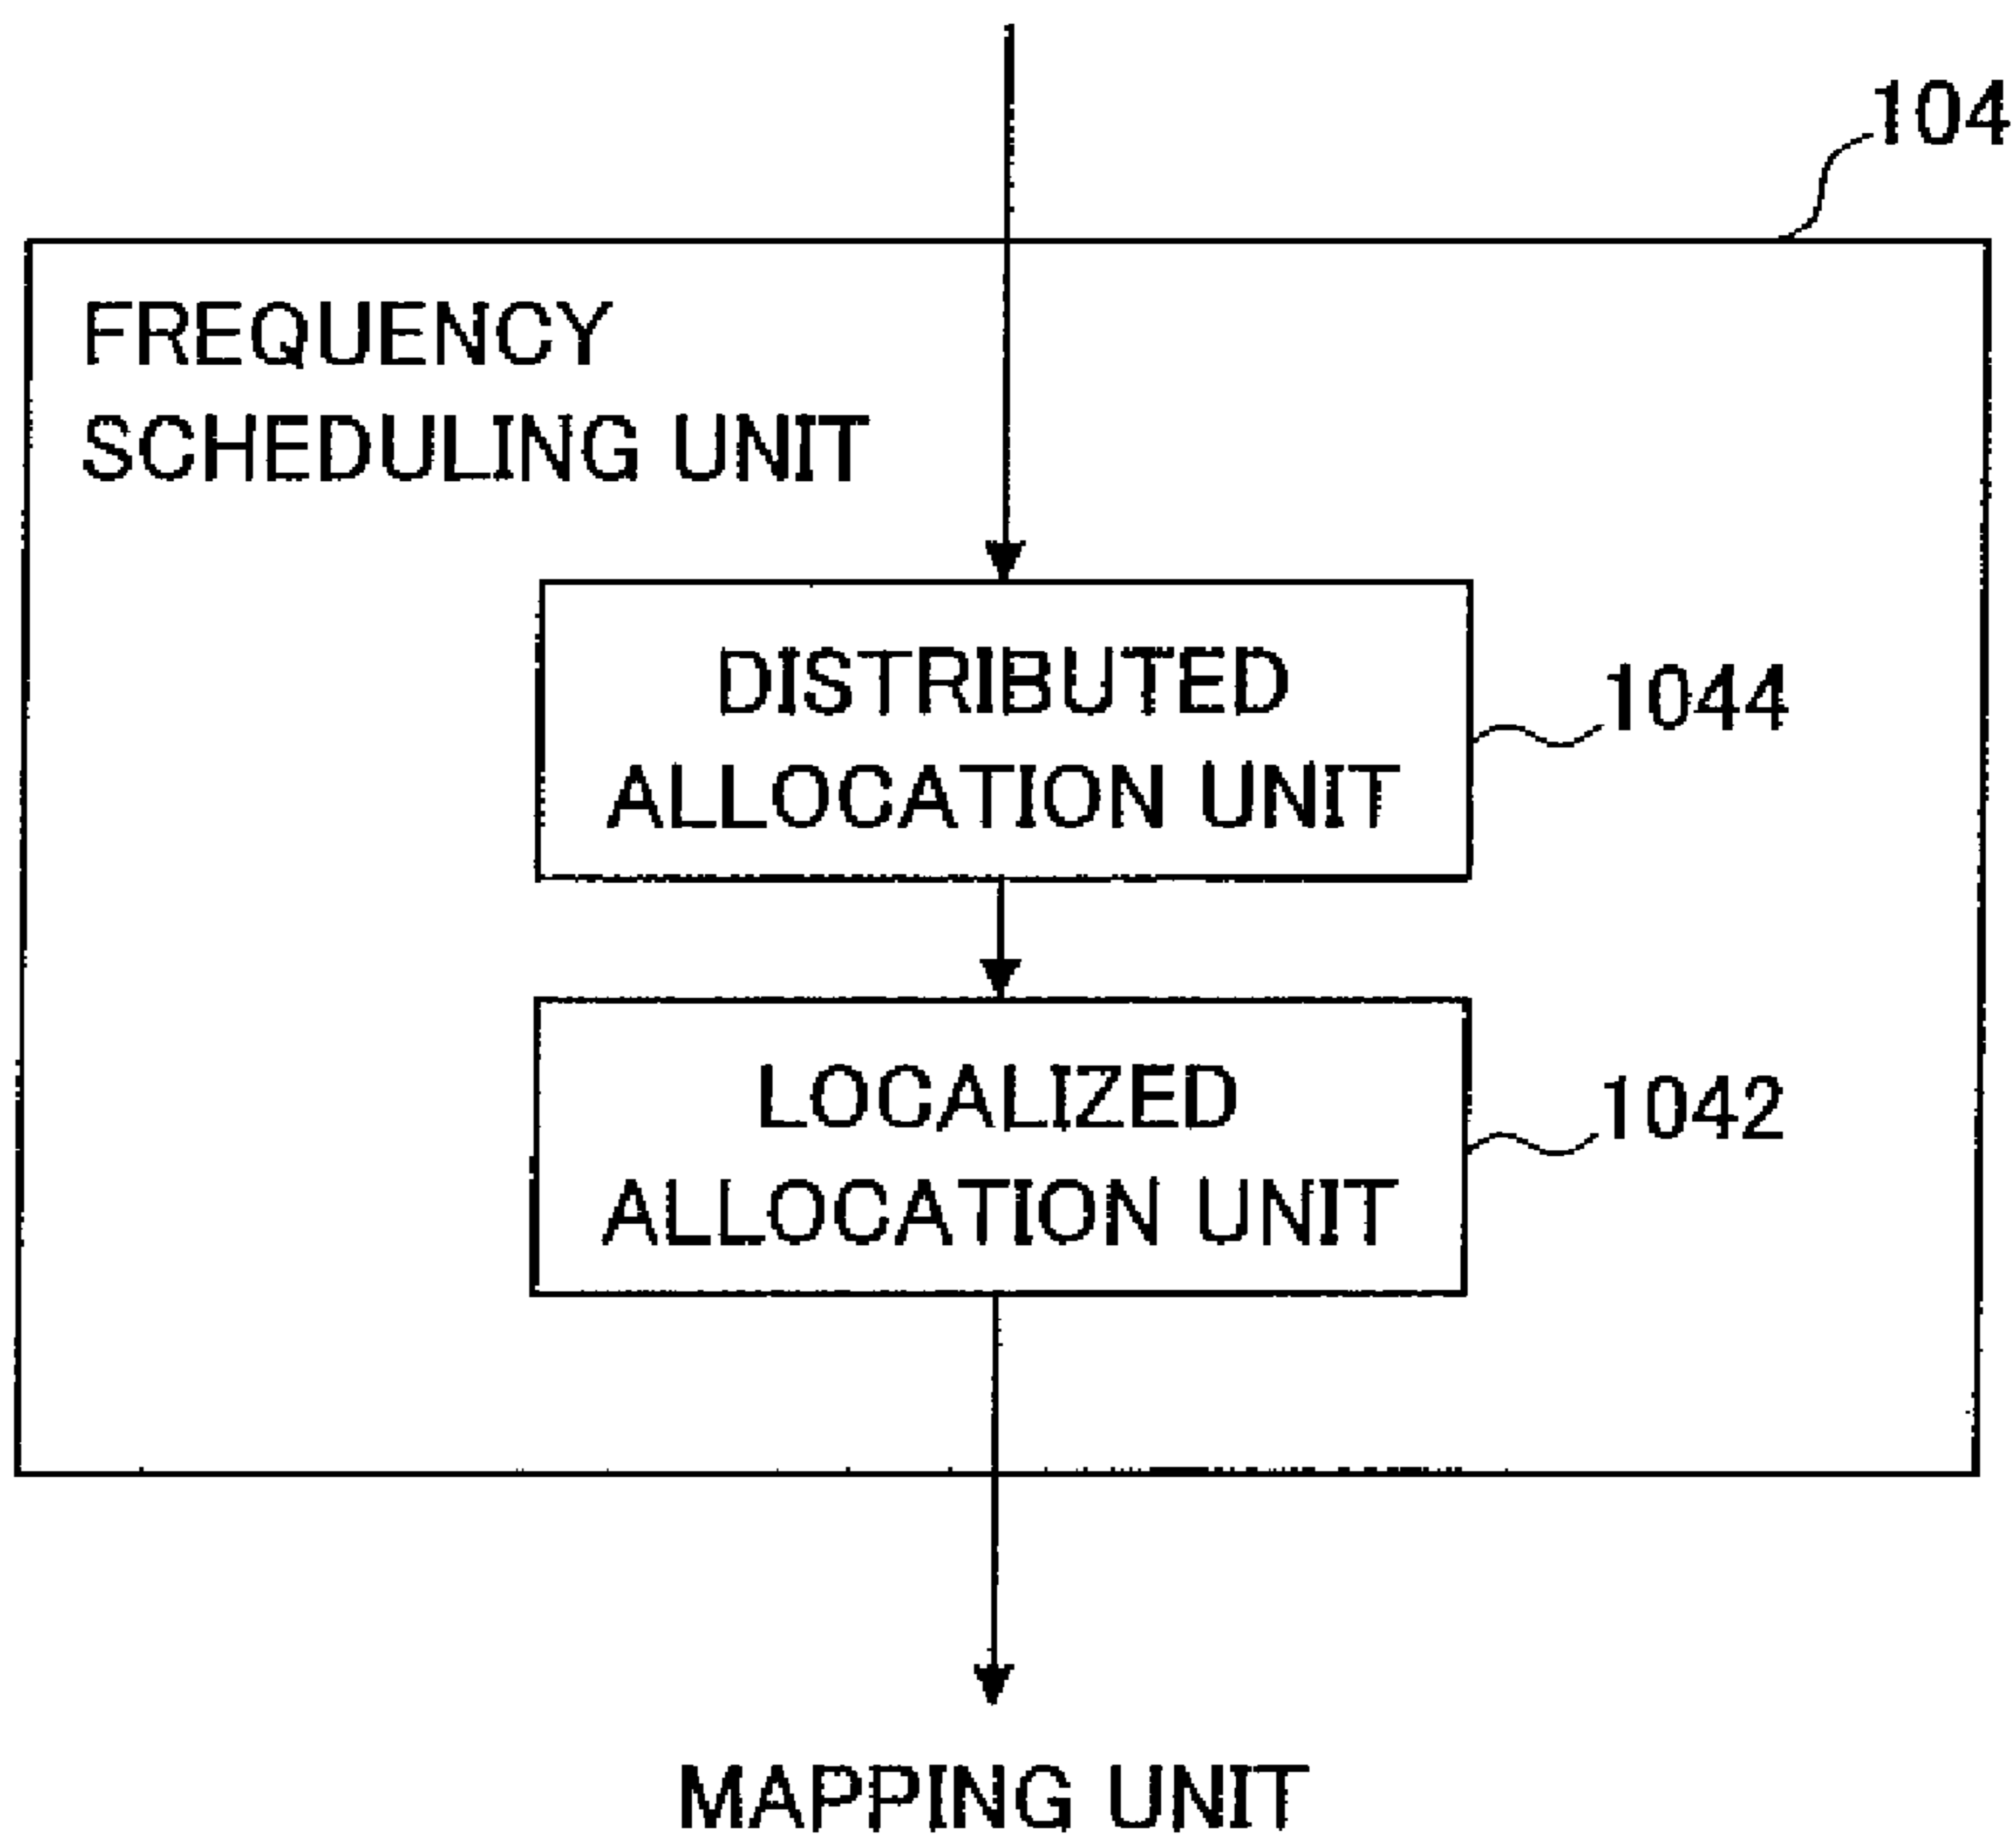 104
FREQUENCY
SCHEDULING UNIT
DISTRIBUTED
ALLOCATION UNIT
1044
LOCALIZED
ALLOCATION UNIT
1042
MAPPING UNIT